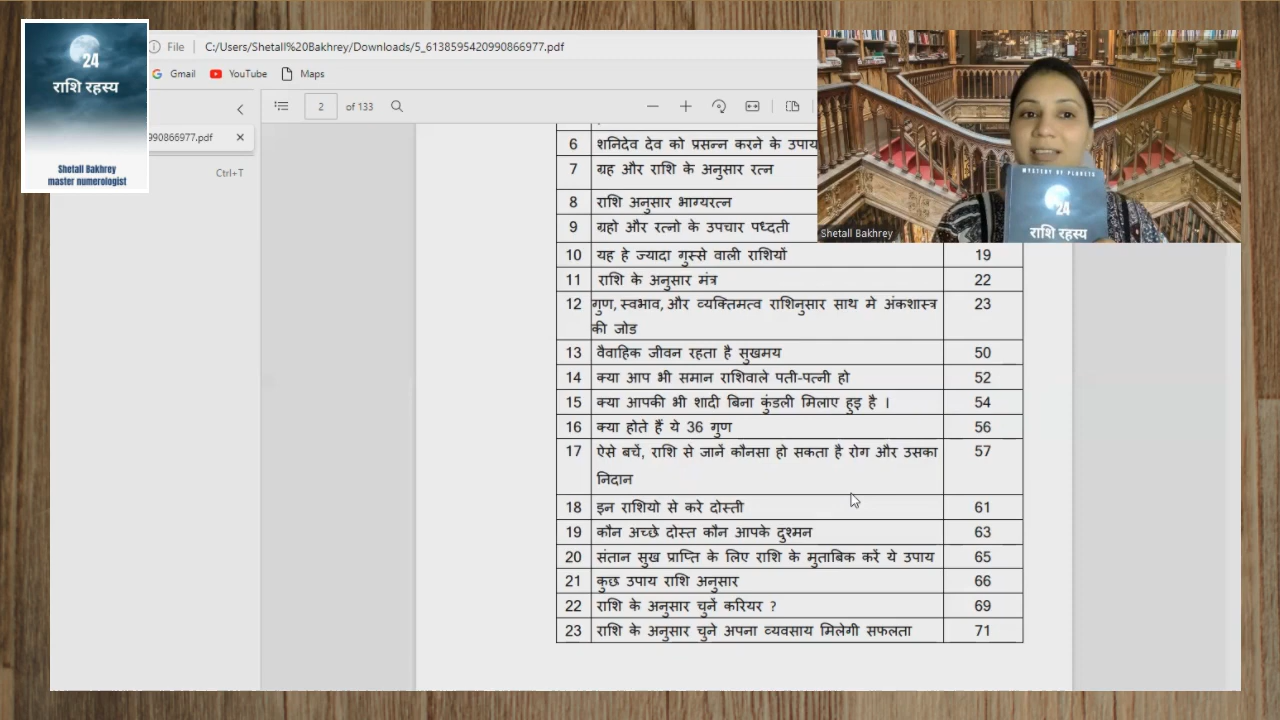 24
राशि रहस्य
Shetall Bakhrey
master numerologist
File C:/Users/Shetall%20Bakhrey/Downloads/5_6138595420990866977.pdf
Gmail YouTube Maps
990866977.pdf
Ctrl+T
2 of 133
6 शनिदेव देव को प्रसन्न करने के उपाय
7 ग्रह और राशि के अनुसार रत्न
8 राशि अनुसार भाग्यरत्न
9 ग्रहो और रत्नो के उपचार पध्दती
10 यह हे ज्यादा गुस्से वाली राशियों 19
11 राशि के अनुसार मंत्र 22
12 गुण, स्वभाव, और व्यक्तिमत्व राशिनुसार साथ मे अंकशास्त्र 23
की जोड
13 वैवाहिक जीवन रहता है सुखमय 50
14 क्या आप भी समान राशिवाले पती-पत्नी हो 52
15 क्या आपकी भी शादी बिना कुंडली मिलाए हुइ है । 54
16 क्या होते हैं ये 36 गुण 56
17 ऐसे बचें, राशि से जानें कौनसा हो सकता है रोग और उसका 57
निदान
18 इन राशियो से करे दोस्ती 61
19 कौन अच्छे दोस्त कौन आपके दुश्मन 63
20 संतान सुख प्राप्ति के लिए राशि के मुताबिक करें ये उपाय 65
21 कुछ उपाय राशि अनुसार 66
22 राशि के अनुसार चुनें करियर ? 69
23 राशि के अनुसार चुने अपना व्यवसाय मिलेगी सफलता 71
MYSTERY OF PLANETS
24
राशि रहस्य
Shetall Bakhrey